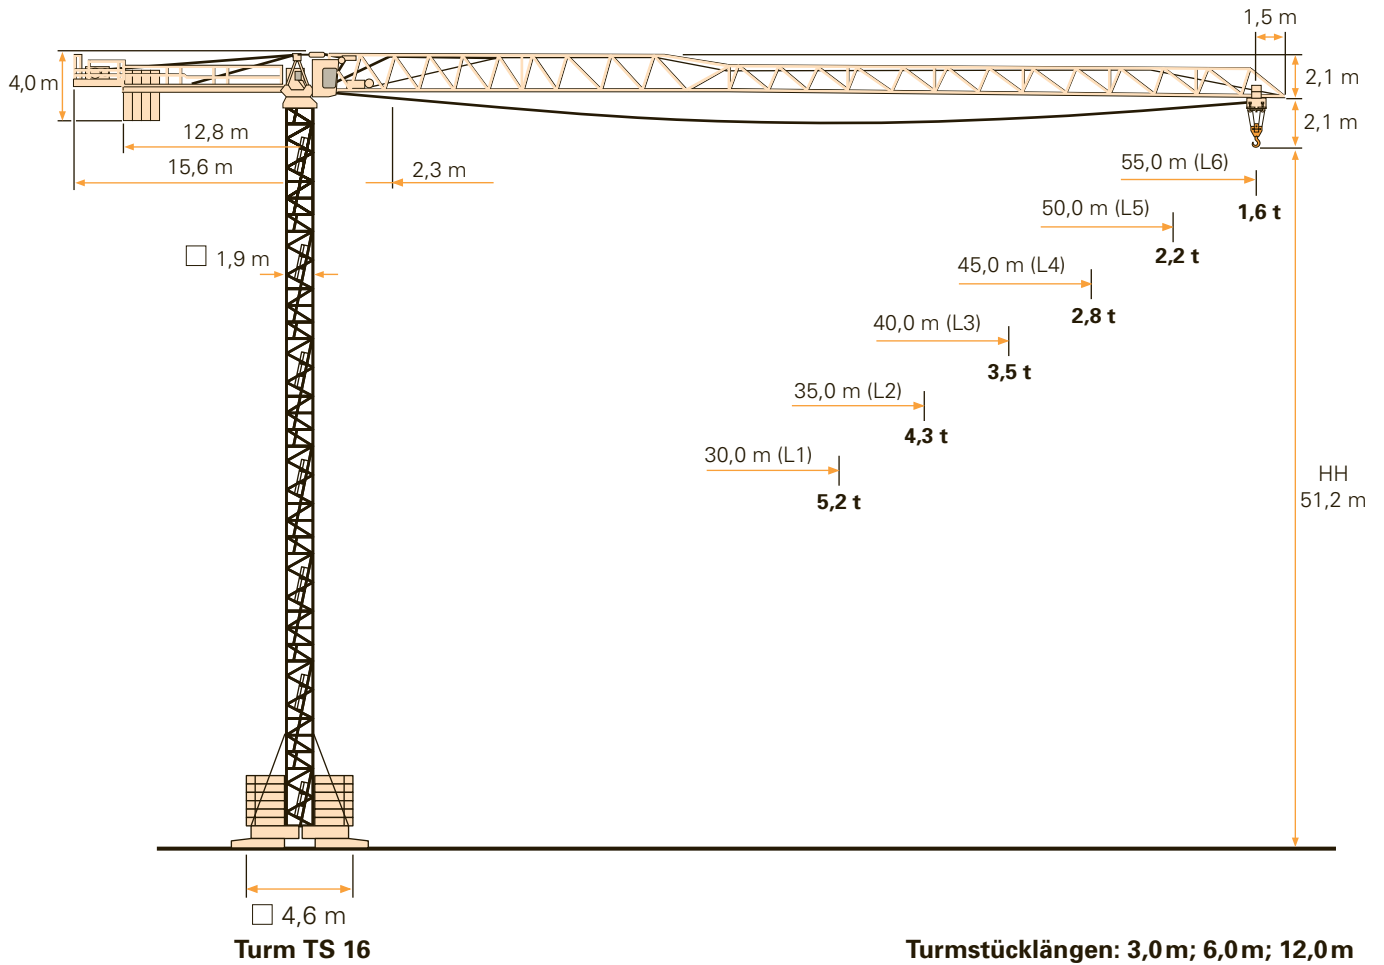 1,5 m
4,0 m
2,1 m
2,1 m
12,8 m
15,6 m
2,3 m
55,0 m (L6)
1,6 t
50,0 m (L5)
2,2 t
□ 1,9 m
45,0 m (L4)
2,8 t
40,0 m (L3)
3,5 t
35,0 m (L2)
4,3 t
30,0 m (L1)
5,2 t
HH
51,2 m
□ 4,6 m
Turm TS 16
Turmstücklängen: 3,0 m; 6,0 m; 12,0 m